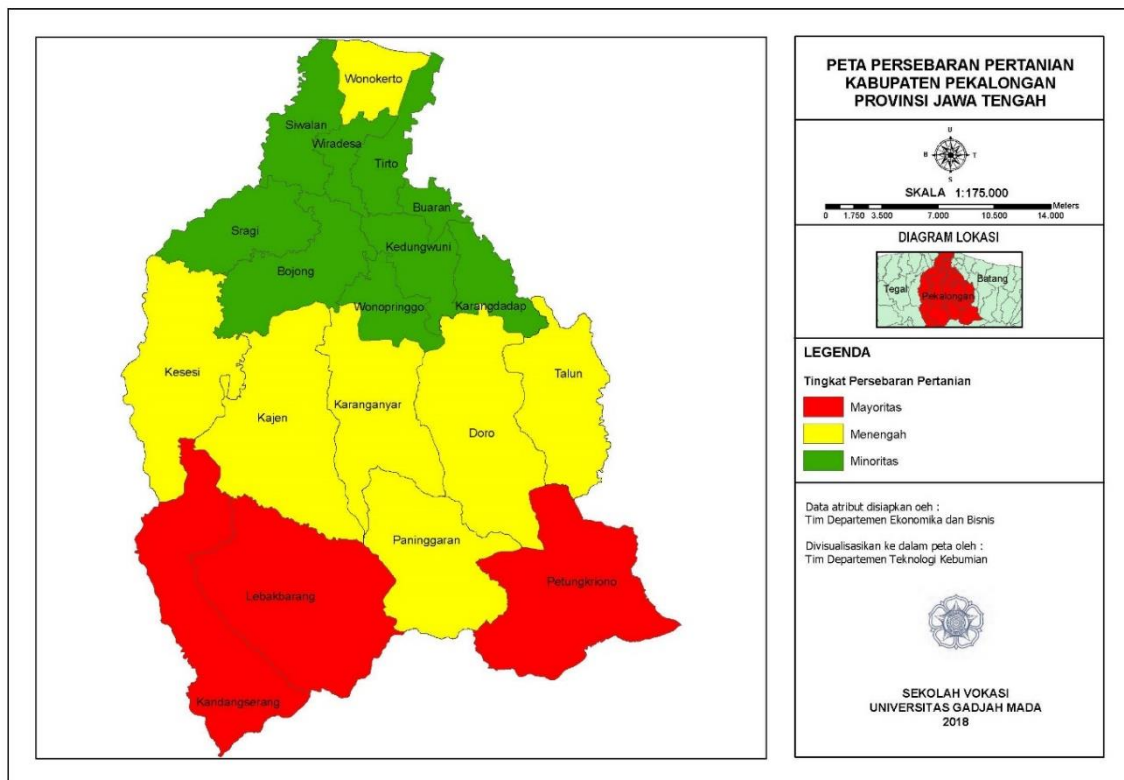 Wonokerto
Siwalan
Wiradesa
Tirto
Buaran
Sragi
Kedungwuni
Bojong
Wonopringgo
Karangdadap
Kesesi
Talun
Kajen
Karanganyar
Doro
Paninggaran
Petungkriono
Lebakbarang
Kandangserang
PETA PERSEBARAN PERTANIAN
KABUPATEN PEKALONGAN
PROVINSI JAWA TENGAH
U
B T
S
SKALA 1:175.000
Meters
0 1.750 3.500 7.000 10.500 14.000
DIAGRAM LOKASI
Tegal
Batang
Pekalongan
LEGENDA
Tingkat Persebaran Pertanian
Mayoritas
Menengah
Minoritas
Data atribut disiapkan oeh :
Tim Departemen Ekonomika dan Bisnis
Divisualisasikan ke dalam peta oleh :
Tim Departemen Teknologi Kebumian
SEKOLAH VOKASI
UNIVERSITAS GADJAH MADA
2018